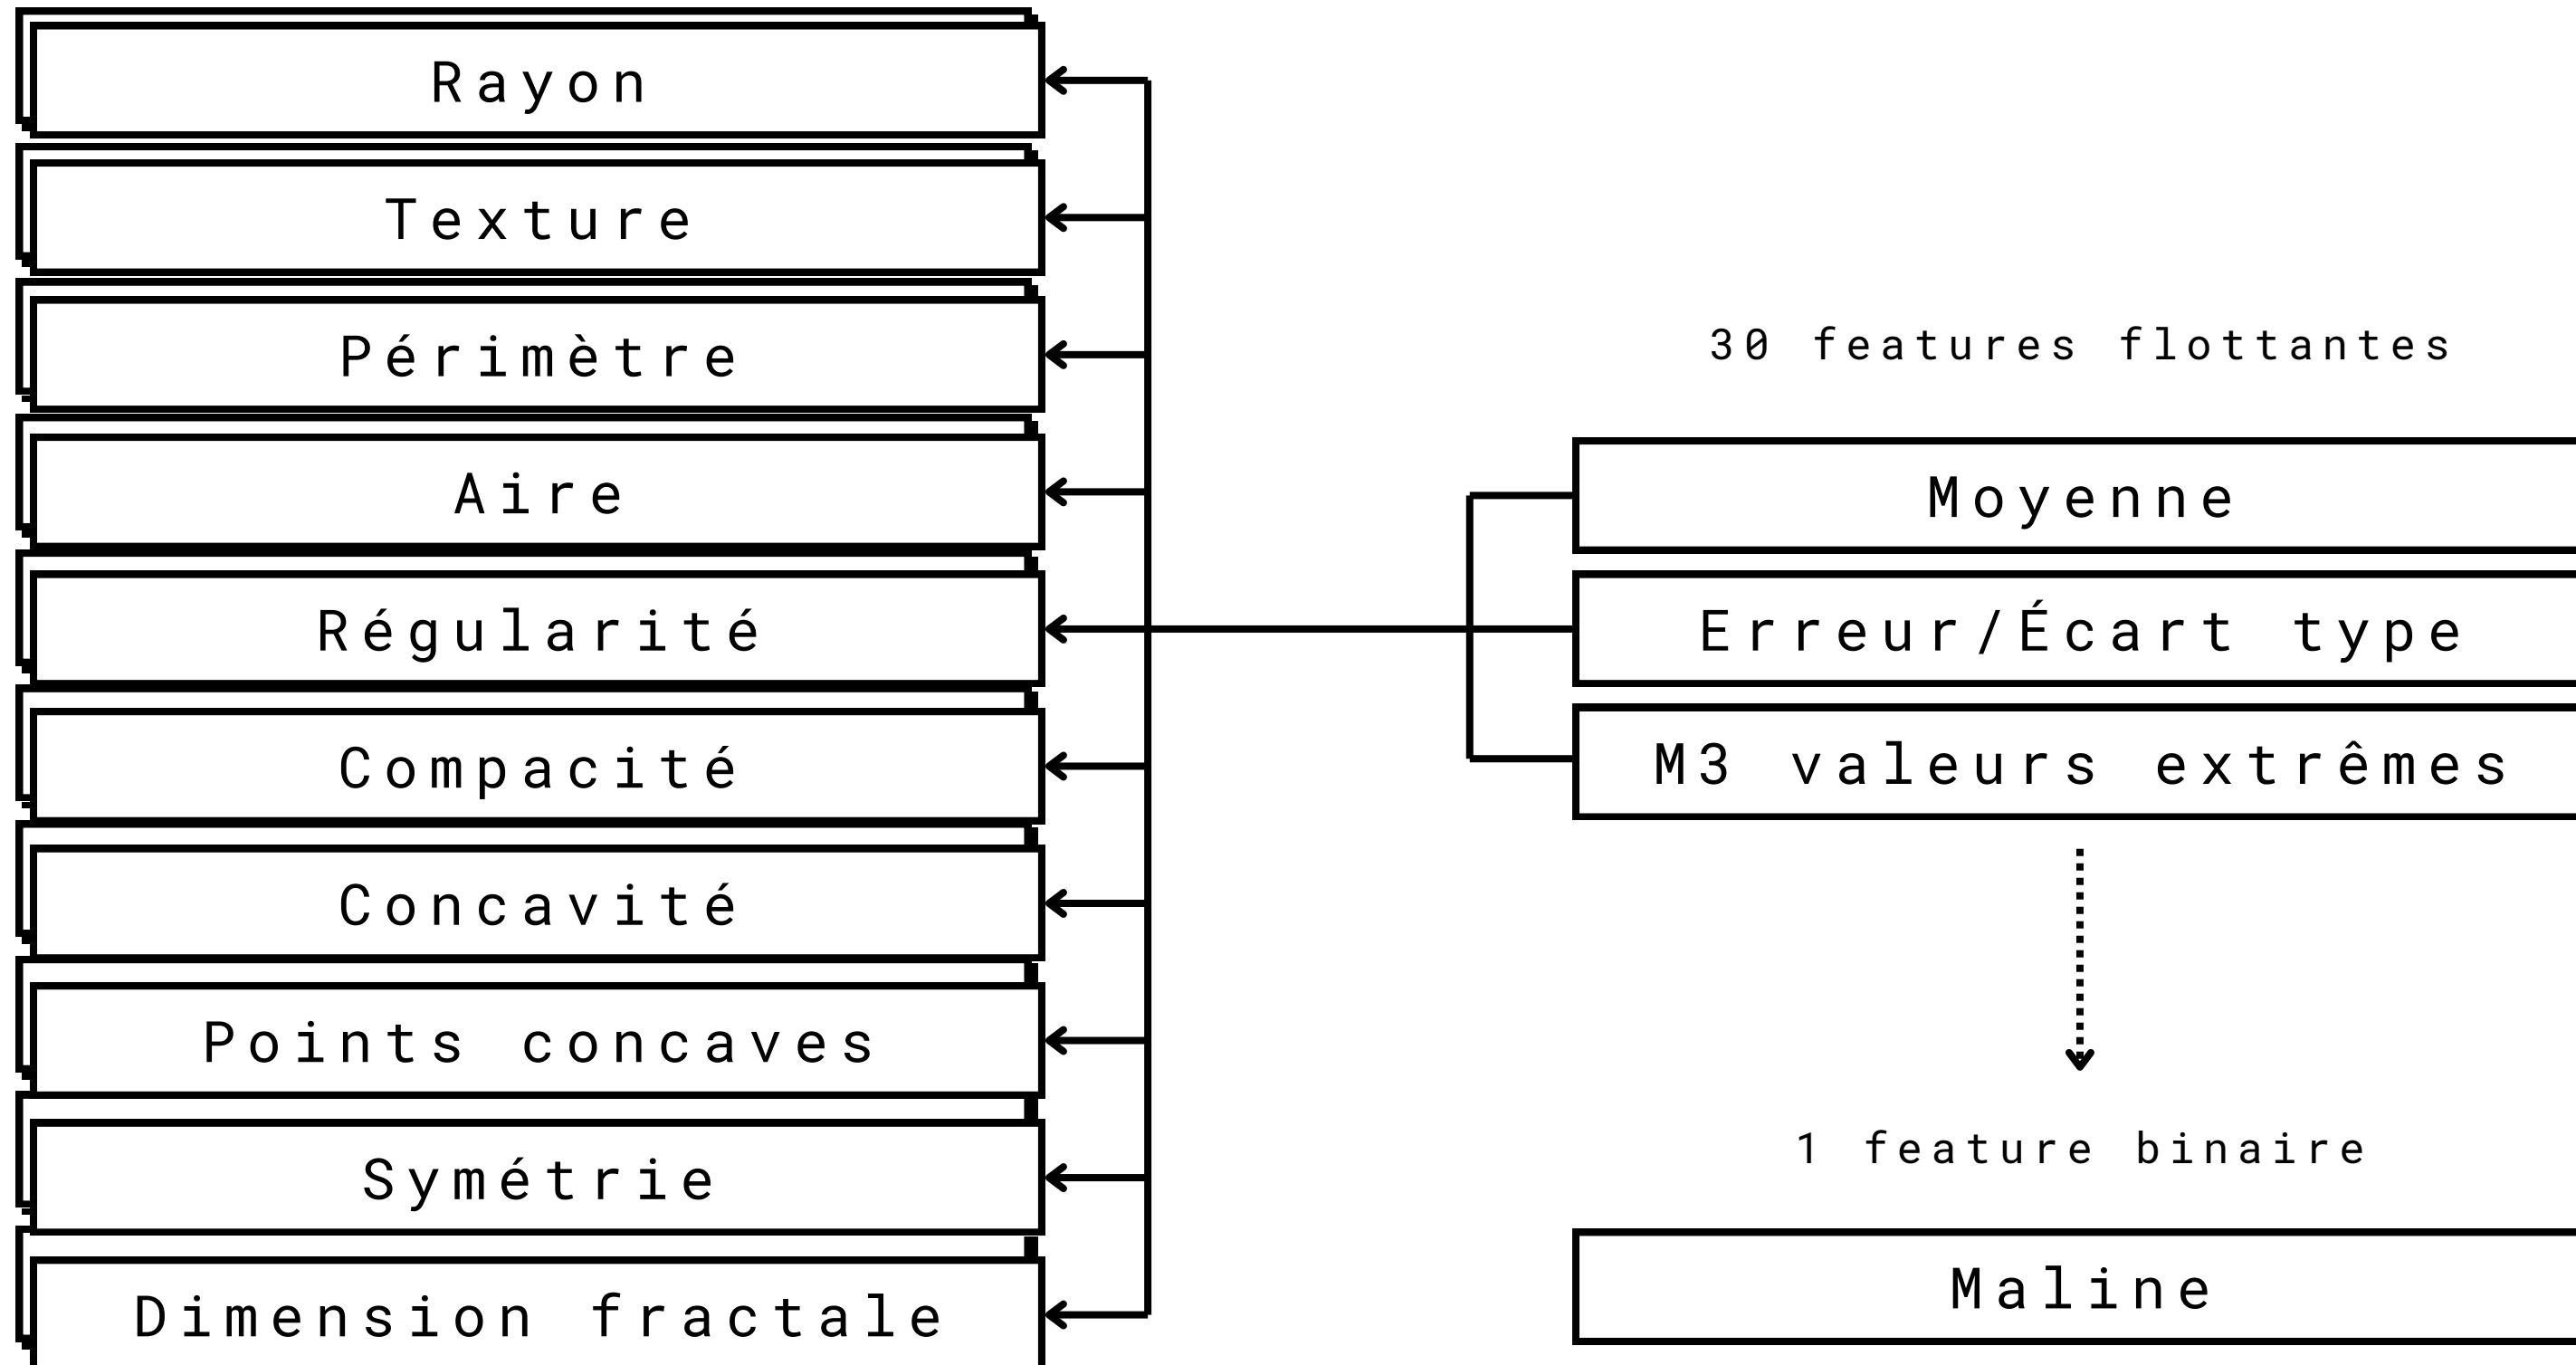 Rayon
Texture
Périmètre
Aire
Régularité
Compacité
Concavité
Points concaves
Symétrie
Dimension fractale
30 features flottantes
Moyenne
Erreur/Écart type
M3 valeurs extrêmes
1 feature binaire
Maline